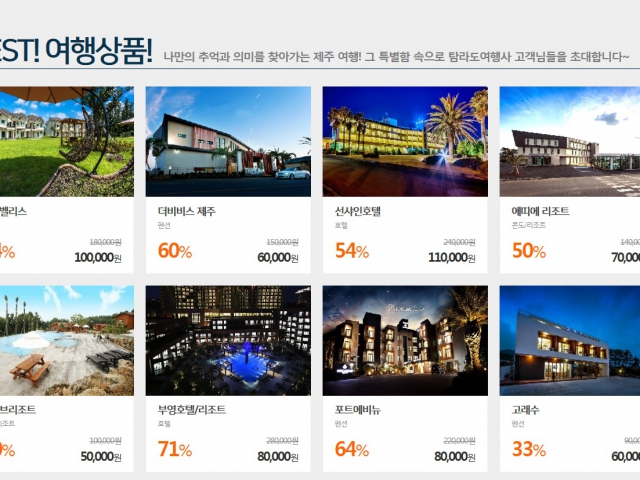 EST! 여행상품! 나만의 추억과 의미를 찾아가는 제주 여행! 그 특별함 속으로 탐라도여행사 고객님들을 초대합니다~
벨리스
더비비스 제주
선샤인호텔
에띠에 리조트
펜션
호텔
콘도/리조트
4%
180,000원
100,000원
60%
150,000원
60,000원
54%
240,000원
110,000원
50%
140,00
70,000
브리조트
부영호텔/리조트
포트에비뉴
고래수
리조트
호텔
펜션
펜션
0%
100,000원
50,000원
71%
280,000원
80,000원
64%
220,000원
80,000원
33%
90,00
60,000